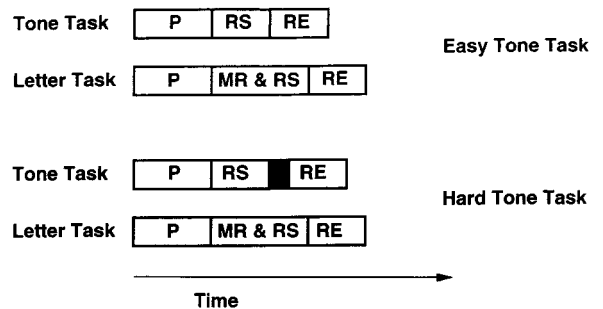 Tone Task P RS RE
Easy Tone Task
Letter Task P MR & RS RE
Tone Task P RS RE
Hard Tone Task
Letter Task P MR & RS RE
Time